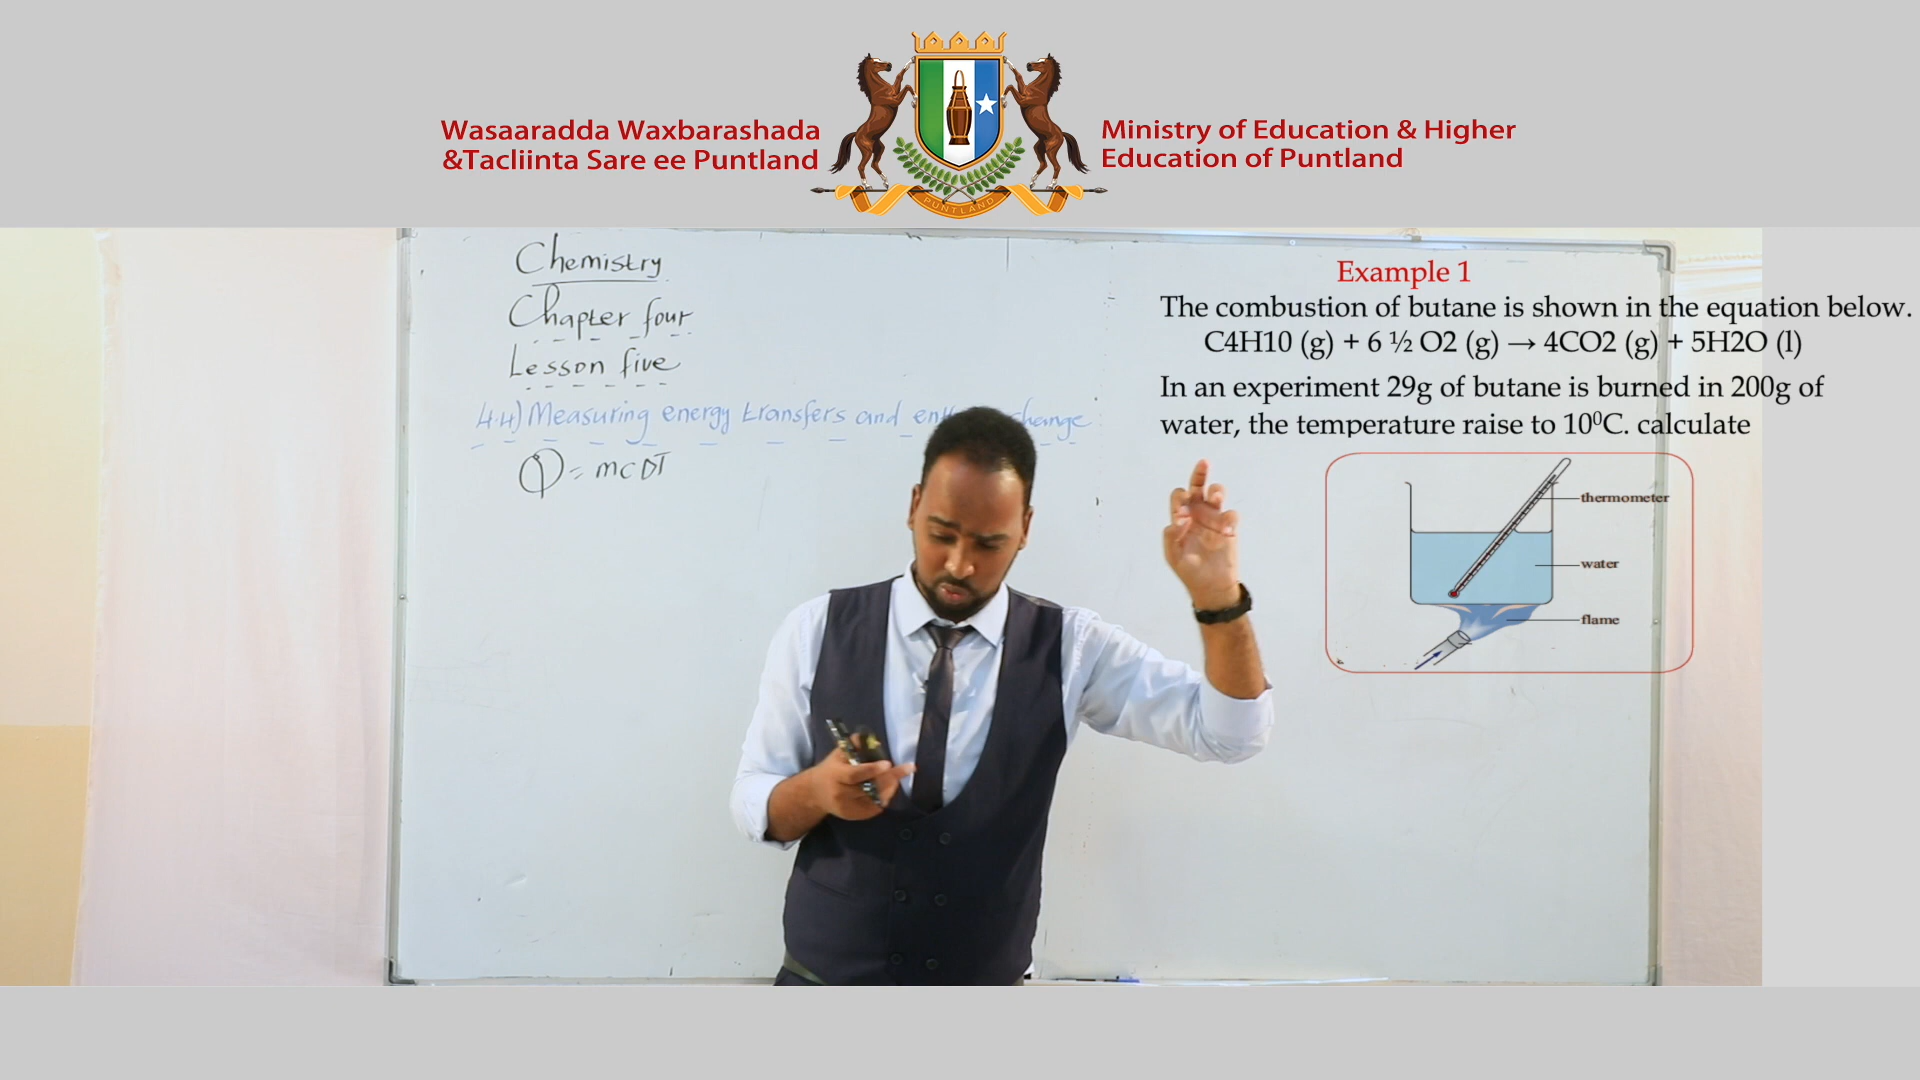 Wasaaradda Waxbarashada
&Tacliinta Sare ee Puntland
PUNTLAND
Ministry of Education & Higher
Education of Puntland
Chemistry
Chapter four
Lesson five
4.4) Measuring energy transfers and change
Q = mcDT
Example 1
The combustion of butane is shown in the equation below.
C4H10 (g) + 6 ½ O2 (g) → 4CO2 (g) + 5H2O (l)
In an experiment 29g of butane is burned in 200g of
water, the temperature raise to 10⁰C. calculate
thermometer
water
flame